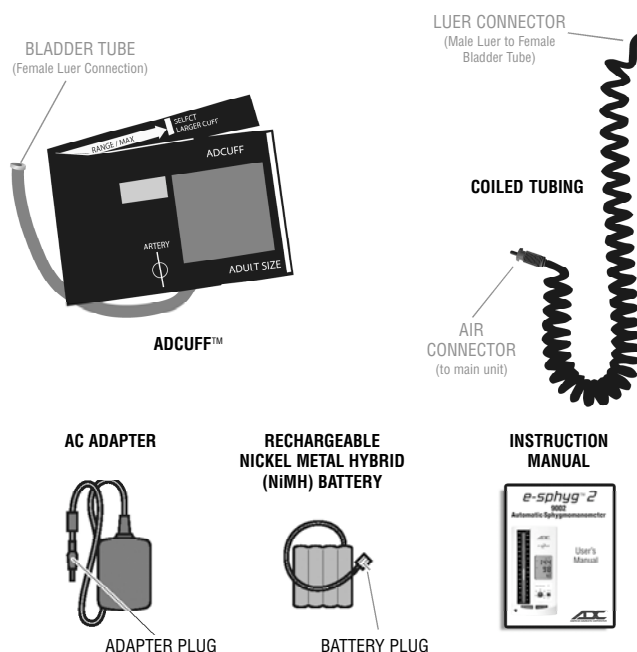 BLADDER TUBE
(Female Luer Connection)
LUER CONNECTOR
(Male Luer to Female
Bladder Tube)
RANGE / MAX
SELECT
LARGER CUFF
ADCUFF
ARTERY
ADULT SIZE
ADCUFF™
COILED TUBING
AIR
CONNECTOR
(to main unit)
AC ADAPTER
ADAPTER PLUG
RECHARGEABLE
NICKEL METAL HYBRID
(NiMH) BATTERY
BATTERY PLUG
INSTRUCTION
MANUAL
e-sphyg™ 2
9002
Automatic Sphygmomanometer
User's
Manual
ADC